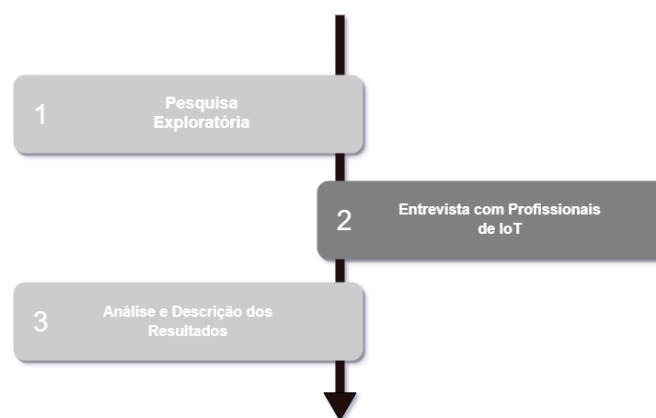 1
Pesquisa
Exploratória
2
Entrevista com Profissionais
de IoT
3
Análise e Descrição dos
Resultados